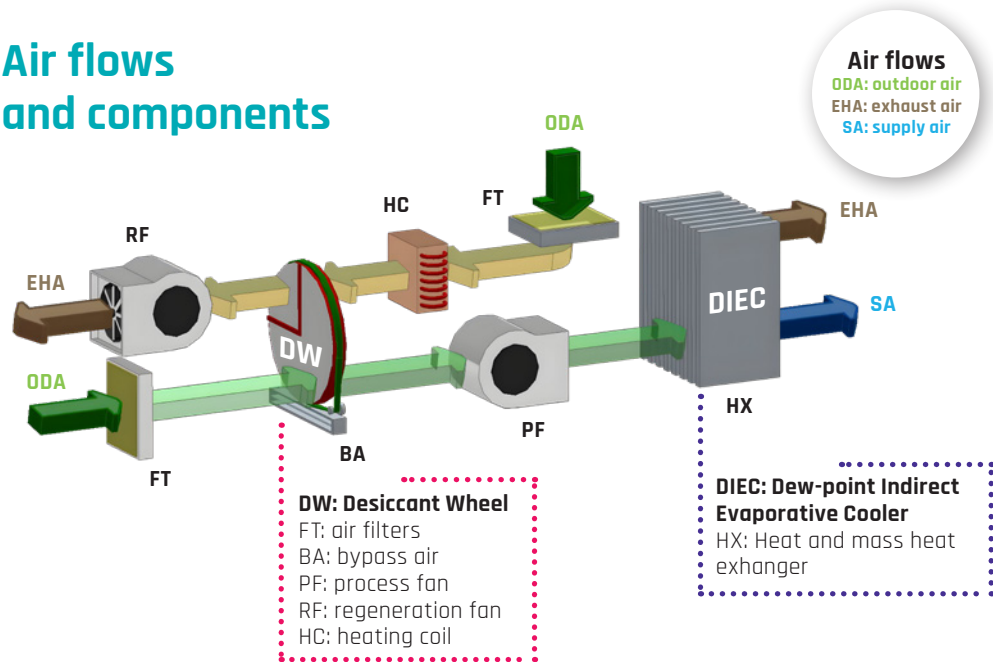 Air flows
and components
Air flows
ODA: outdoor air
EHA: exhaust air
SA: supply air
ODA
FT
HC
RF
EHA
EHA
DIEC
SA
DW
ODA
HX
PF
BA
FT
DW: Desiccant Wheel
FT: air filters
BA: bypass air
PF: process fan
RF: regeneration fan
HC: heating coil
DIEC: Dew-point Indirect
Evaporative Cooler
HX: Heat and mass heat
exhanger